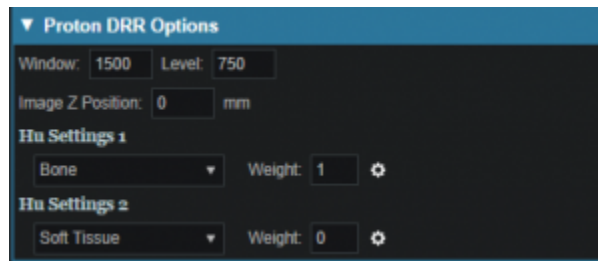 Proton DRR Options
Window: 1500 Level: 750
Image Z Position: 0 mm
Hu Settings 1
Bone Weight: 1
Hu Settings 2
Soft Tissue Weight: 0